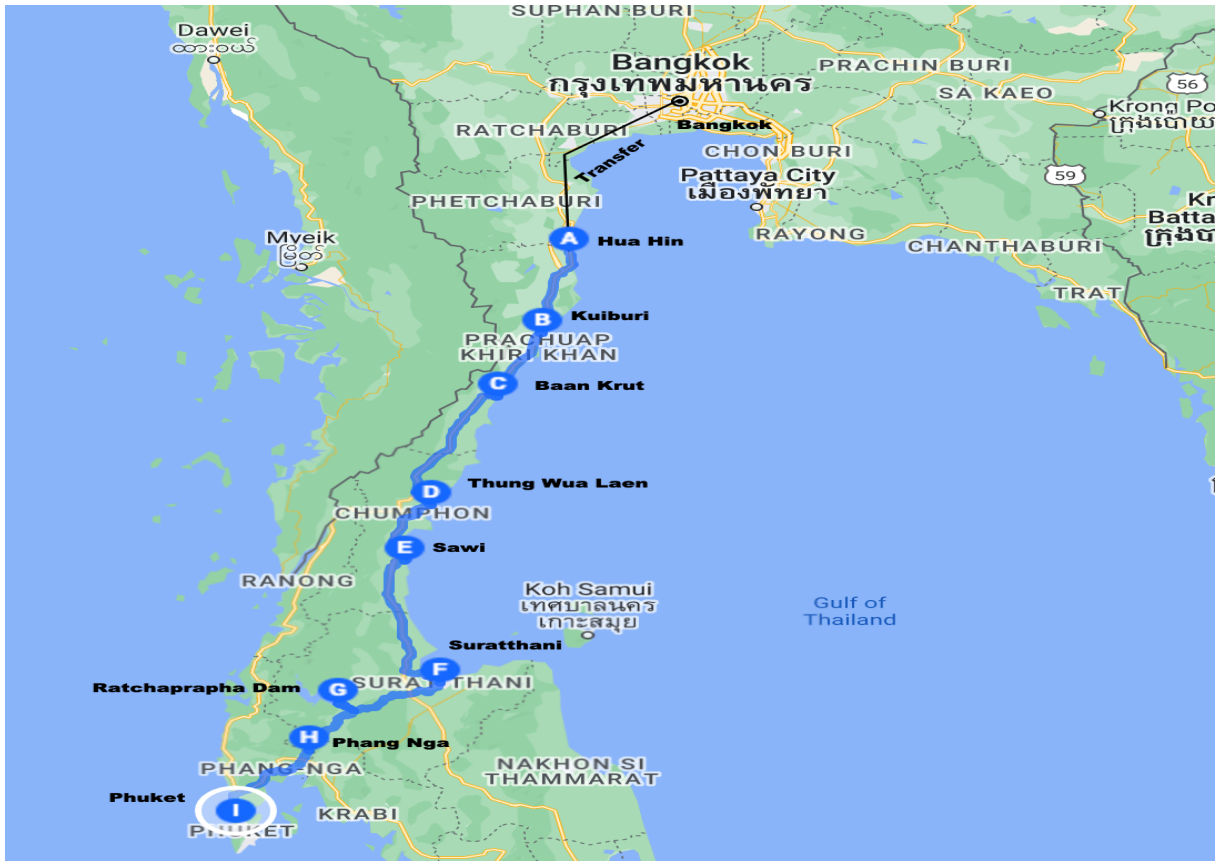 SUPHAN BURI
Dawei
ထားဝယ်
Bangkok
กรุงเทพมหานคร
PRACHIN BURI
SA KAEO
56
Krong Po
RATCHABURI
Bangkok
CHON BURI
Transfer
Pattaya City
เมืองพัทยา
59
PHETCHABURI
Kr
Batta
RAYONG
A
Hua Hin
CHANTHABURI
Myeik
မြိတ်
TRAT
B
Kuiburi
PRACHUAP
KHIRI KHAN
C
Baan Krut
D
Thung Wua Laen
CHUMPHON
E
Sawi
RANONG
Koh Samui
เทศบาลนคร
เกาะสมุย
Gulf of
Thailand
Suratthani
F
Ratchaprapha Dam
G
SURAT THANI
H
Phang Nga
PHANG-NGA
NAKHON SI
THAMMARAT
Phuket
I
KRABI
PHUKET